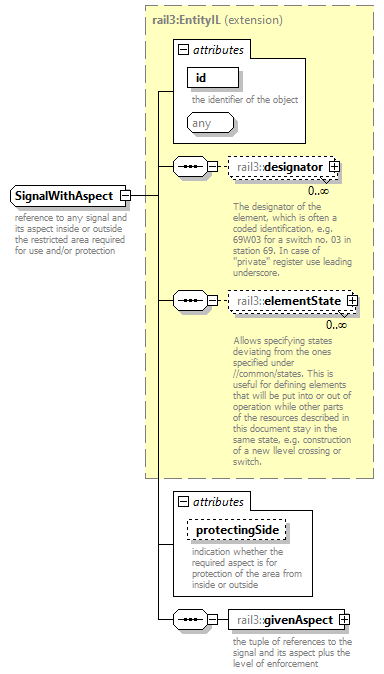 rail3:EntityIL (extension)
attributes
id
the identifier of the object
any
rail3::designator
0..∞
The designator of the
element, which is often a
coded identification, e.g.
69W03 for a switch no. 03 in
station 69. In case of
"private" register use leading
underscore.
SignalWithAspect
reference to any signal and
its aspect inside or outside
the restricted area required
for use and/or protection
rail3::elementState
0..∞
Allows specifying states
deviating from the ones
specified under
//common/states. This is
useful for defining elements
that will be put into or out of
operation while other parts
of the resources described in
this document stay in the
same state, e.g. construction
of a new llevel crossing or
switch.
attributes
protectingSide
indication whether the
required aspect is for
protection of the area from
inside or outside
rail3::givenAspect
the tuple of references to the
signal and its aspect plus the
level of enforcement